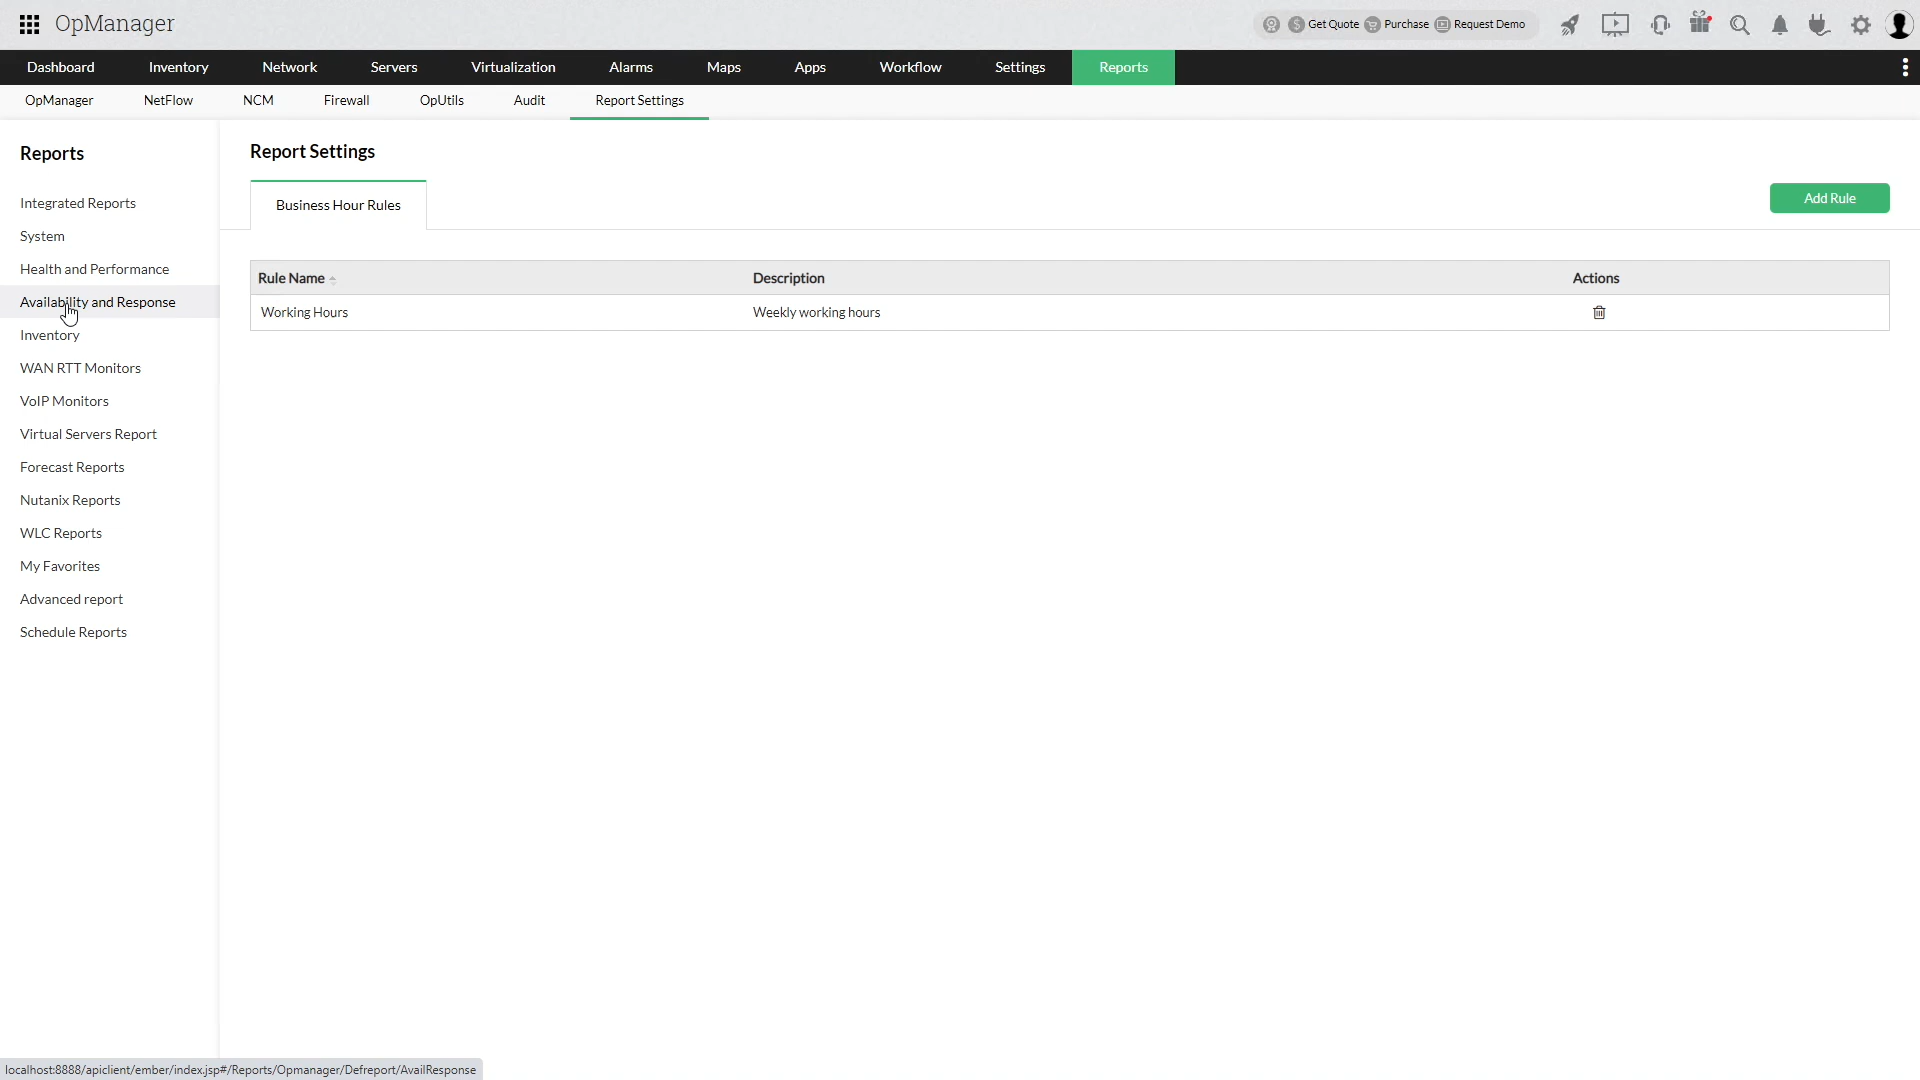 OpManager
Get Quote Purchase Request Demo
Dashboard Inventory Network Servers Virtualization Alarms Maps Apps Workflow Settings Reports
OpManager NetFlow NCM Firewall OpUtils Audit Report Settings
Reports
Integrated Reports
System
Health and Performance
Availability and Response
Inventory
WAN RTT Monitors
VoIP Monitors
Virtual Servers Report
Forecast Reports
Nutanix Reports
WLC Reports
My Favorites
Advanced report
Schedule Reports
Report Settings
Business Hour Rules
Add Rule
Rule Name Description Actions
Working Hours Weekly working hours
localhost:8888/apiclient/ember/index.jsp#/Reports/Opmanager/Defreport/AvailResponse